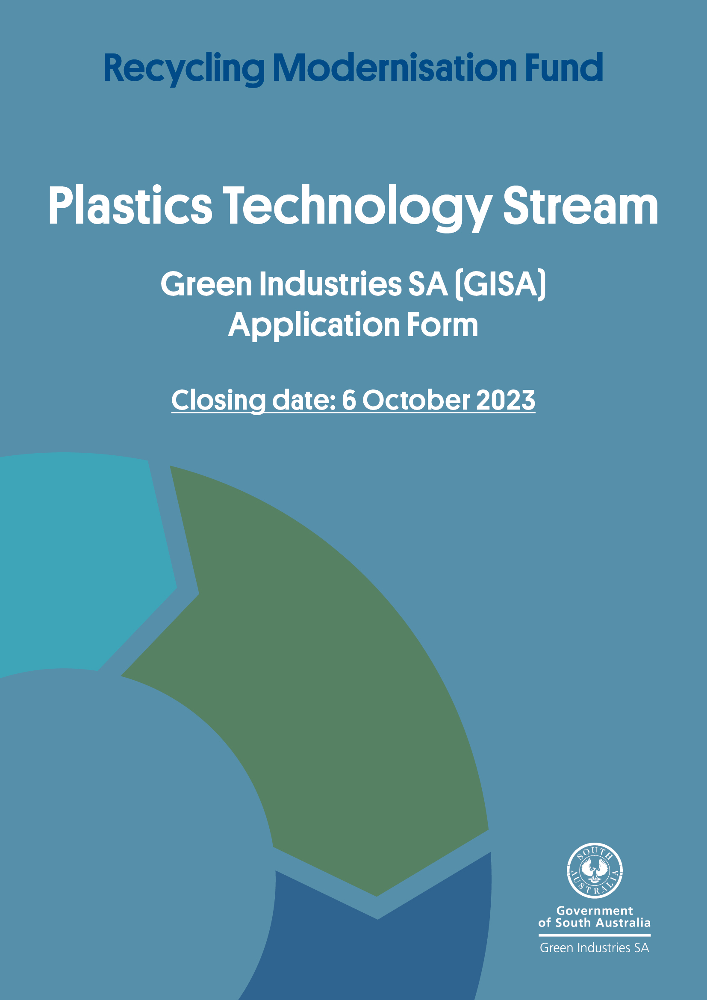 Recycling Modernisation Fund
Plastics Technology Stream
Green Industries SA (GISA)
Application Form
Closing date: 6 October 2023
SOUTH
AUSTRALIA
Government
of South Australia
Green Industries SA